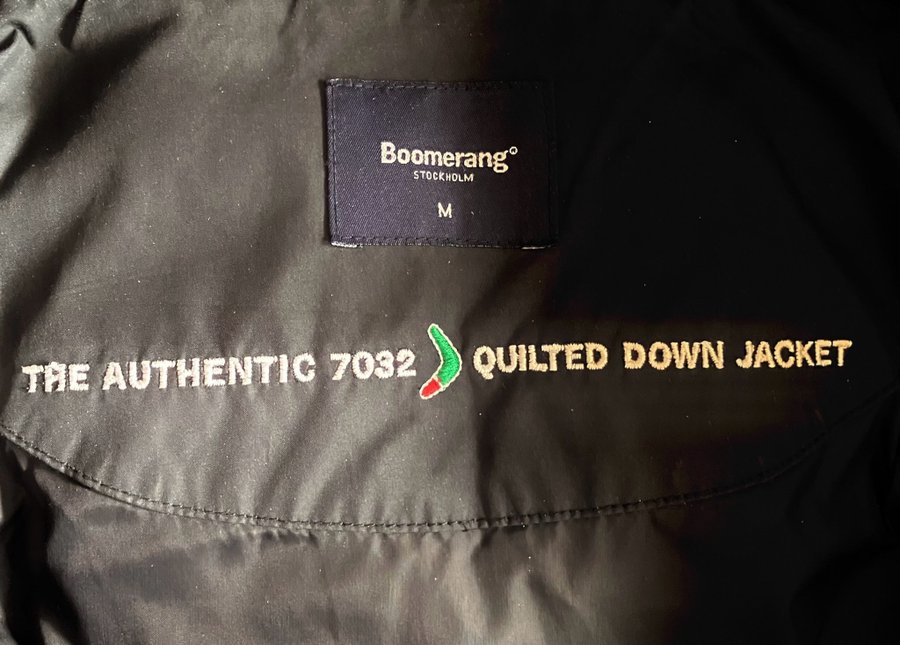 Boomerang®
STOCKHOLM
M
THE AUTHENTIC 7032 QUILTED DOWN JACKET